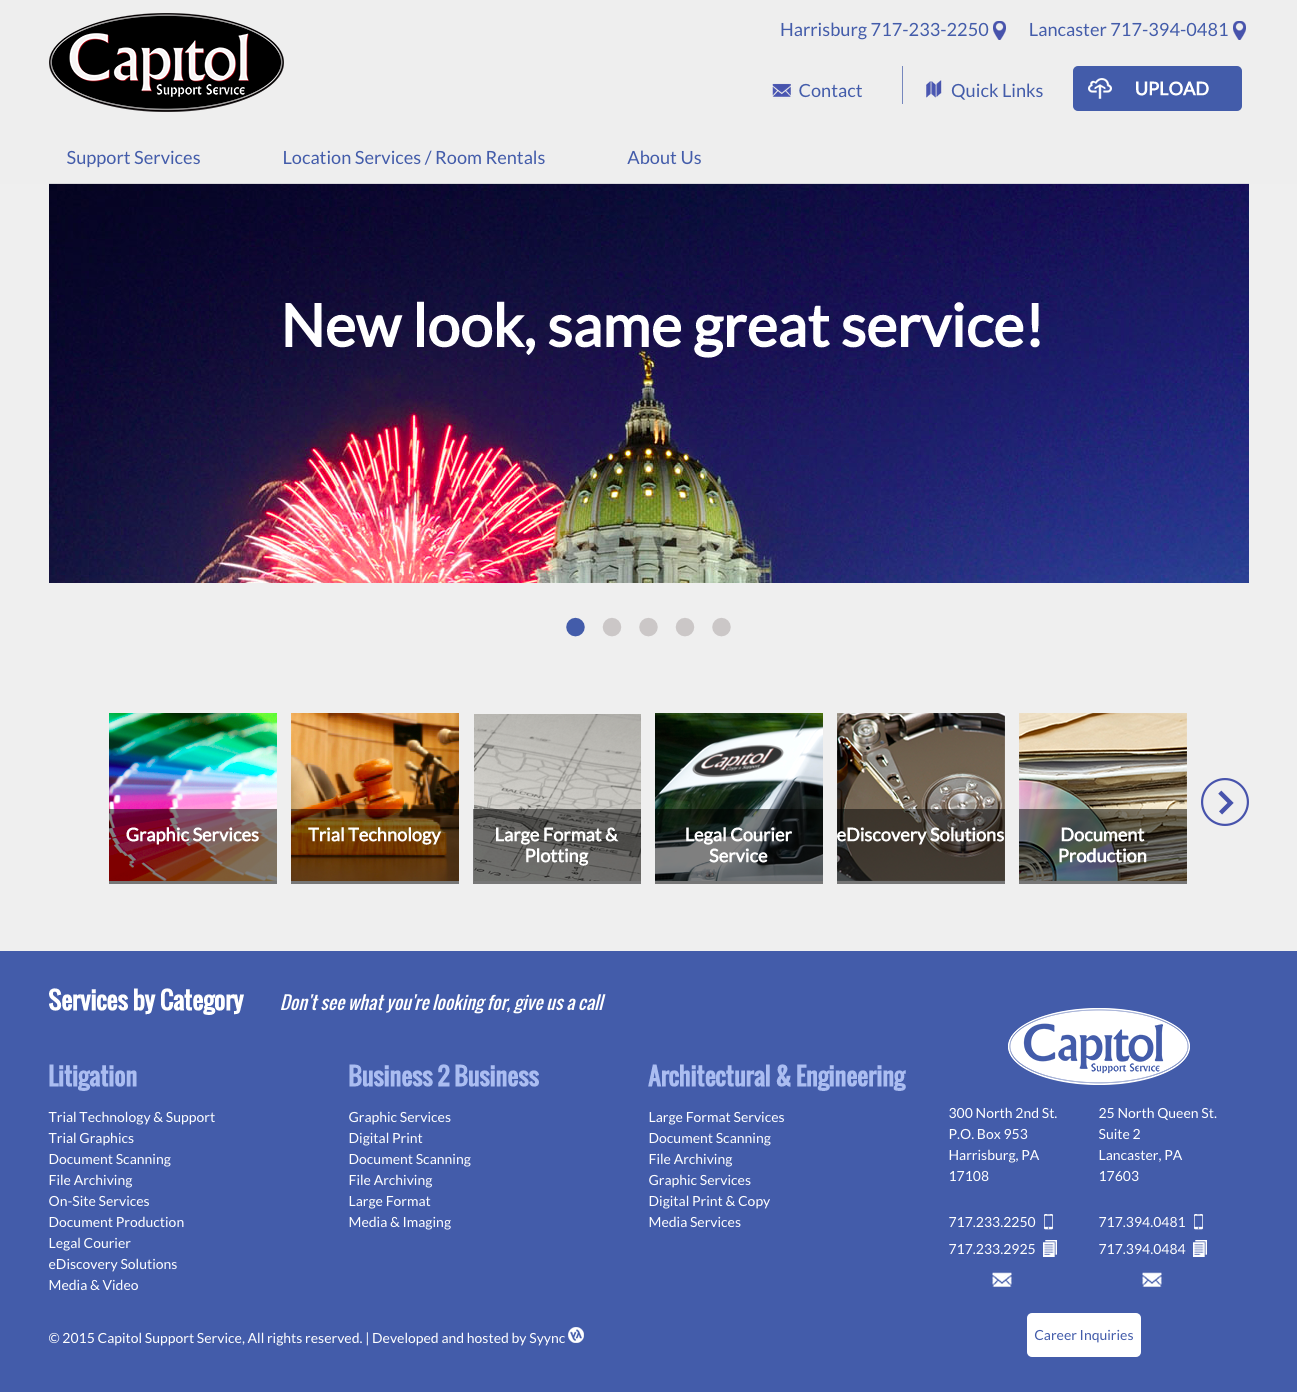 Capitol
Support Service
Harrisburg 717-233-2250
Lancaster 717-394-0481
Contact
Quick Links
UPLOAD
Support Services
Location Services / Room Rentals
About Us
New look, same great service!
Capitol
Graphic Services
Trial Technology
Large Format &
Plotting
Legal Courier
Service
eDiscovery Solutions
Document
Production
Services by Category
Don't see what you're looking for, give us a call
Litigation
Trial Technology & Support
Trial Graphics
Document Scanning
File Archiving
On-Site Services
Document Production
Legal Courier
eDiscovery Solutions
Media & Video
Business 2 Business
Graphic Services
Digital Print
Document Scanning
File Archiving
Large Format
Media & Imaging
Architectural & Engineering
Large Format Services
Document Scanning
File Archiving
Graphic Services
Digital Print & Copy
Media Services
Capitol
Support Service
300 North 2nd St.
P.O. Box 953
Harrisburg, PA
17108
717.233.2250
717.233.2925
25 North Queen St.
Suite 2
Lancaster, PA
17603
717.394.0481
717.394.0484
Career Inquiries
© 2015 Capitol Support Service, All rights reserved. | Developed and hosted by Syync